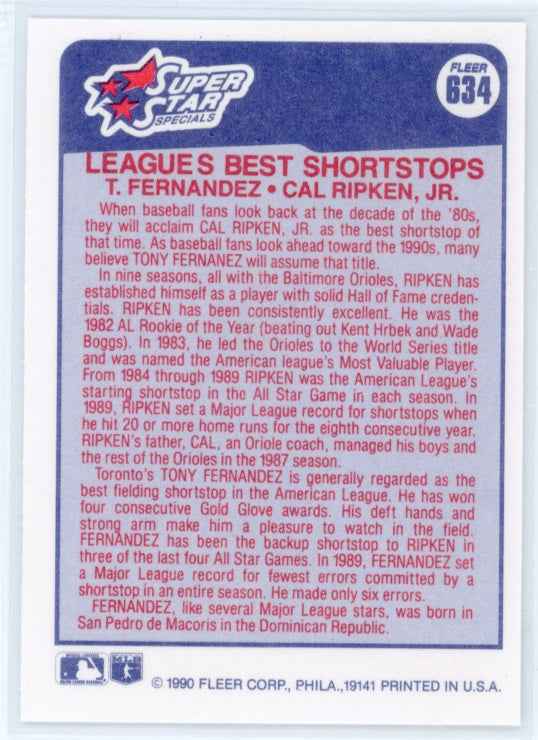 SUPER
STAR
SPECIALS
FLEER
634
LEAGUE'S BEST SHORTSTOPS
T. FERNANDEZ • CAL RIPKEN, JR.
When baseball fans look back at the decade of the '80s,
they will acclaim CAL RIPKEN, JR. as the best shortstop of
that time. As baseball fans look ahead toward the 1990s, many
believe TONY FERNANEZ will assume that title.
In nine seasons, all with the Baltimore Orioles, RIPKEN has
established himself as a player with solid Hall of Fame creden-
tials. RIPKEN has been consistently excellent. He was the
1982 AL Rookie of the Year (beating out Kent Hrbek and Wade
Boggs). In 1983, he led the Orioles to the World Series title
and was named the American league's Most Valuable Player.
From 1984 through 1989 RIPKEN was the American League's
starting shortstop in the All Star Game in each season. In
1989, RIPKEN set a Major League record for shortstops when
he hit 20 or more home runs for the eighth consecutive year.
RIPKEN's father, CAL, an Oriole coach, managed his boys and
the rest of the Orioles in the 1987 season.
Toronto's TONY FERNANDEZ is generally regarded as the
best fielding shortstop in the American League. He has won
four consecutive Gold Glove awards. His deft hands and
strong arm make him a pleasure to watch in the field.
FERNANDEZ has been the backup shortstop to RIPKEN in
three of the last four All Star Games. In 1989, FERNANDEZ set
a Major League record for fewest errors committed by a
shortstop in an entire season. He made only six errors.
FERNANDEZ, like several Major League stars, was born in
San Pedro de Macoris in the Dominican Republic.
MLB
© 1990 FLEER CORP., PHILA.,19141 PRINTED IN U.S.A.